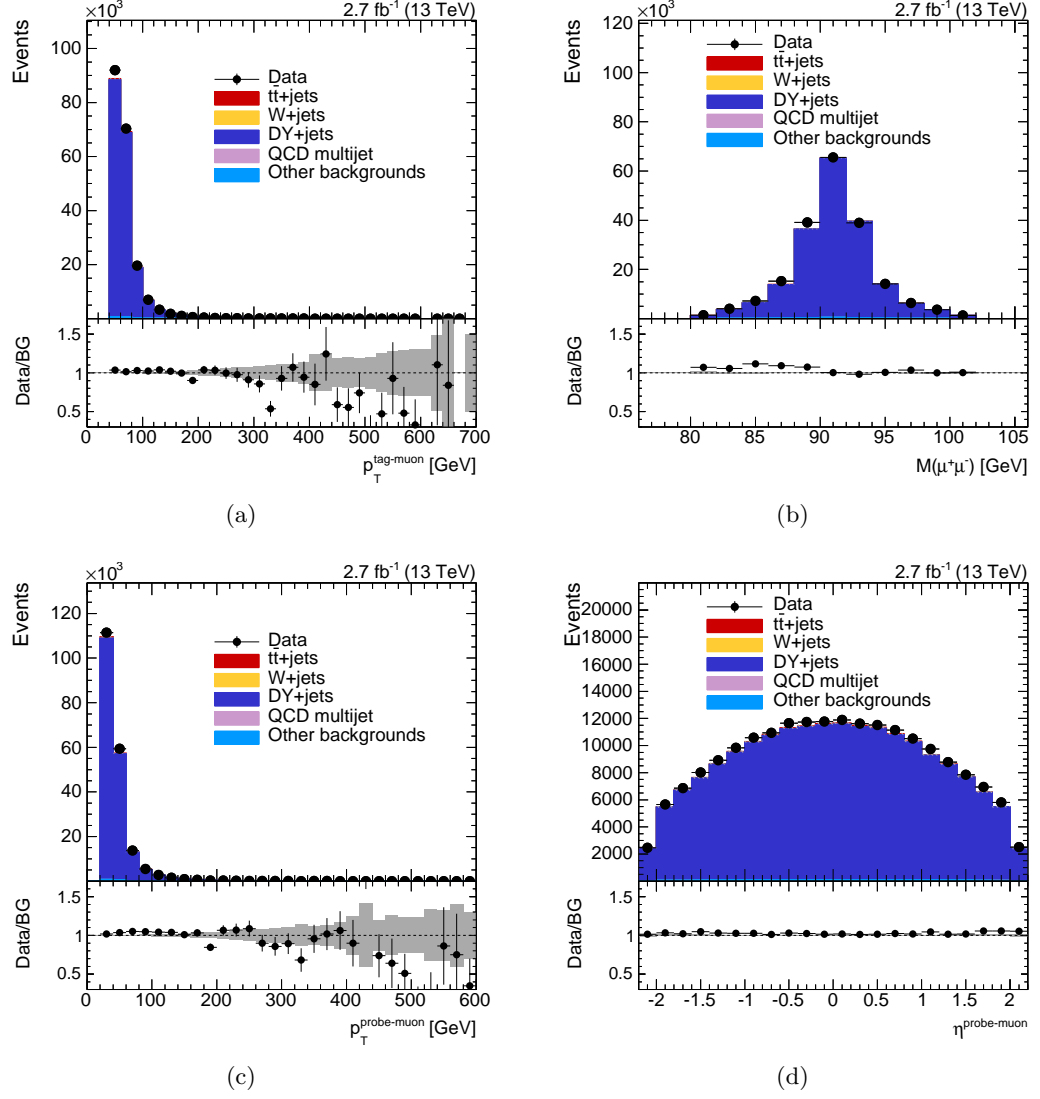 ×10³ 2.7 fb⁻¹ (13 TeV)
Events
100
80
60
40
20
Data
tt̄+jets
W+jets
DY+jets
QCD multijet
Other backgrounds
Data/BG
1.5
1
0.5
0 100 200 300 400 500 600 700
p_T^tag-muon [GeV]
(a)
×10³ 2.7 fb⁻¹ (13 TeV)
Events
120
100
80
60
40
20
Data
tt̄+jets
W+jets
DY+jets
QCD multijet
Other backgrounds
Data/BG
1.5
1
0.5
80 85 90 95 100 105
M(μ⁺μ⁻) [GeV]
(b)
×10³ 2.7 fb⁻¹ (13 TeV)
Events
120
100
80
60
40
20
Data
tt̄+jets
W+jets
DY+jets
QCD multijet
Other backgrounds
Data/BG
1.5
1
0.5
0 100 200 300 400 500 600
p_T^probe-muon [GeV]
(c)
2.7 fb⁻¹ (13 TeV)
Events
20000
18000
16000
14000
12000
10000
8000
6000
4000
2000
Data
tt̄+jets
W+jets
DY+jets
QCD multijet
Other backgrounds
Data/BG
1.5
1
0.5
-2 -1.5 -1 -0.5 0 0.5 1 1.5 2
η^probe-muon
(d)